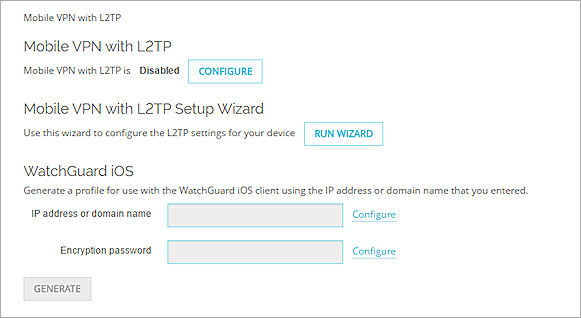 Mobile VPN with L2TP
Mobile VPN with L2TP
Mobile VPN with L2TP is Disabled CONFIGURE
Mobile VPN with L2TP Setup Wizard
Use this wizard to configure the L2TP settings for your device RUN WIZARD
WatchGuard iOS
Generate a profile for use with the WatchGuard iOS client using the IP address or domain name that you entered.
IP address or domain name Configure
Encryption password Configure
GENERATE